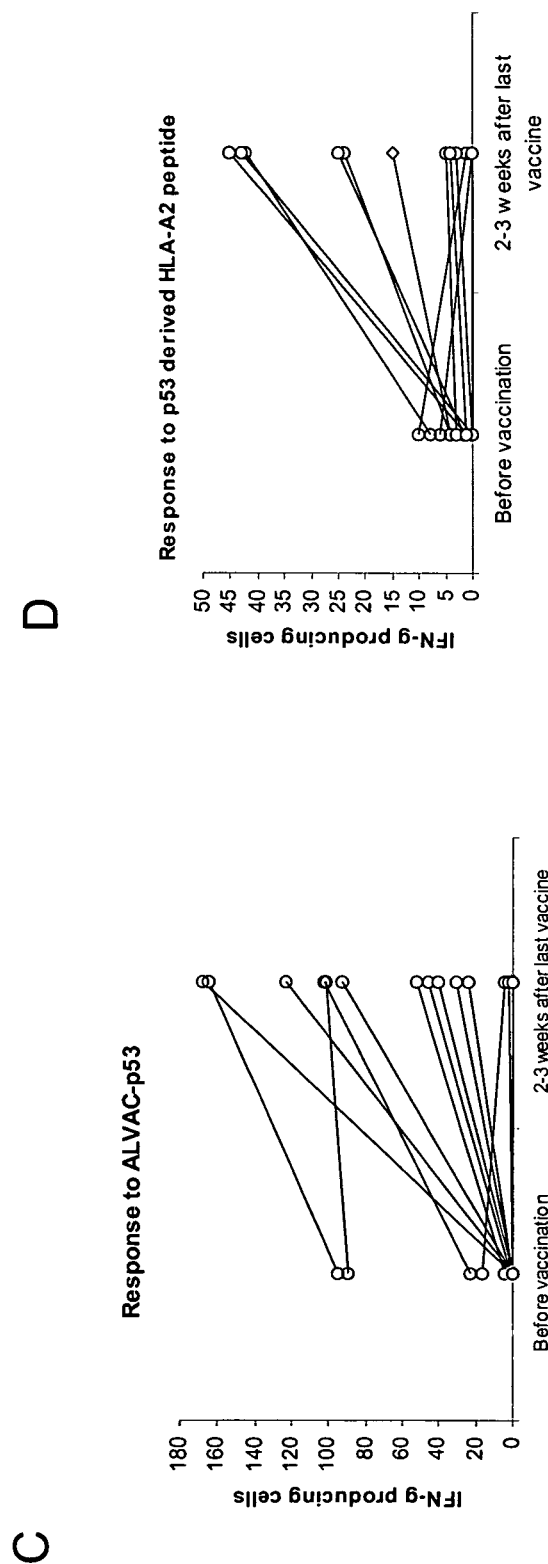 C
Response to ALVAC-p53
IFN-g producing cells
180
160
140
120
100
80
60
40
20
0
Before vaccination
2-3 weeks after last vaccine
D
Response to p53 derived HLA-A2 peptide
IFN-g producing cells
50
45
40
35
30
25
20
15
10
5
0
Before vaccination
2-3 weeks after last
vaccine